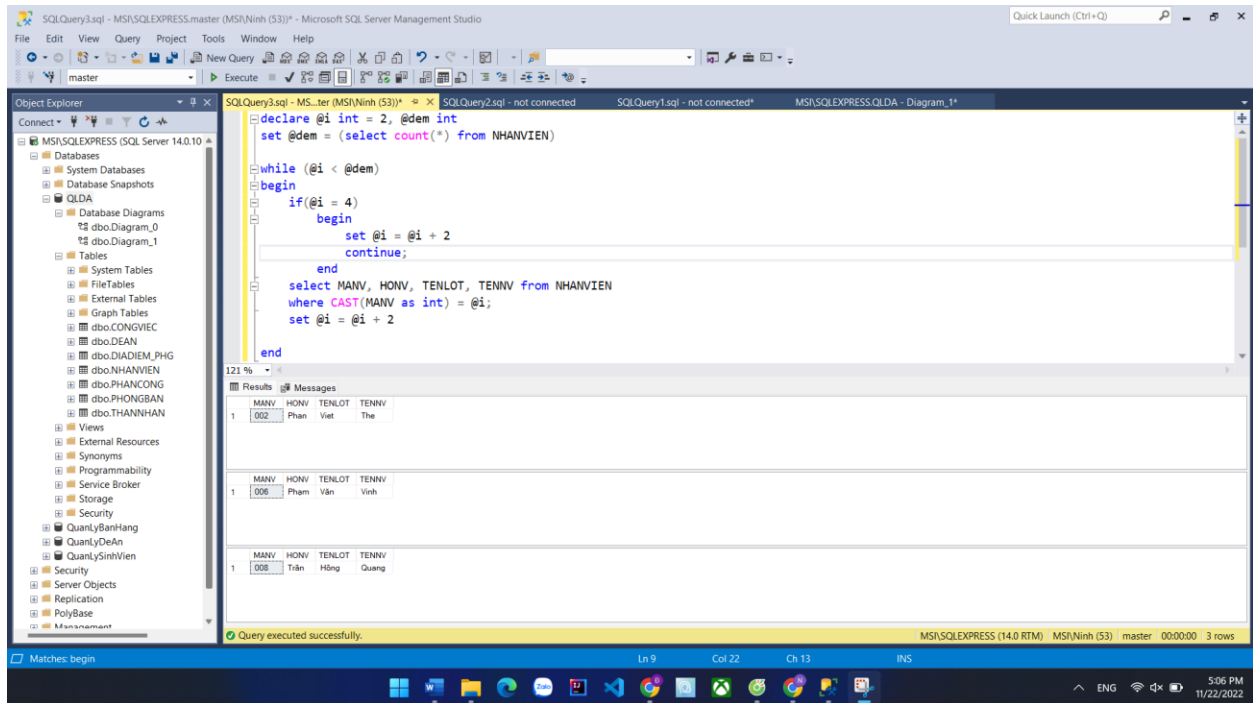 SQLQuery3.sql - MSI\SQLEXPRESS.master (MSI\Ninh (53))* - Microsoft SQL Server Management Studio
Quick Launch (Ctrl+Q)
File Edit View Query Project Tools Window Help
New Query
master
Execute
Object Explorer
Connect
MSI\SQLEXPRESS (SQL Server 14.0.10
Databases
System Databases
Database Snapshots
QLDA
Database Diagrams
dbo.Diagram_0
dbo.Diagram_1
Tables
System Tables
FileTables
External Tables
Graph Tables
dbo.CONGVIEC
dbo.DEAN
dbo.DIADIEM_PHG
dbo.NHANVIEN
dbo.PHANCONG
dbo.PHONGBAN
dbo.THANNHAN
Views
External Resources
Synonyms
Programmability
Service Broker
Storage
Security
QuanLyBanHang
QuanLyDeAn
QuanLySinhVien
Security
Server Objects
Replication
PolyBase
Management
SQLQuery3.sql - MS...ter (MSI\Ninh (53))* SQLQuery2.sql - not connected SQLQuery1.sql - not connected* MSI\SQLEXPRESS.QLDA - Diagram_1*
declare @i int = 2, @dem int
set @dem = (select count(*) from NHANVIEN)
while (@i < @dem)
begin
if(@i = 4)
begin
set @i = @i + 2
continue;
end
select MANV, HONV, TENLOT, TENNV from NHANVIEN
where CAST(MANV as int) = @i;
set @i = @i + 2
end
121 %
Results Messages
MANV HONV TENLOT TENNV
1 002 Phan Viet The
MANV HONV TENLOT TENNV
1 006 Phạm Văn Vinh
MANV HONV TENLOT TENNV
1 008 Trần Hồng Quang
Query executed successfully.
MSI\SQLEXPRESS (14.0 RTM) MSI\Ninh (53) master 00:00:00 3 rows
Matches: begin
Ln 9 Col 22 Ch 13 INS
Zalo
ENG
5:06 PM
11/22/2022